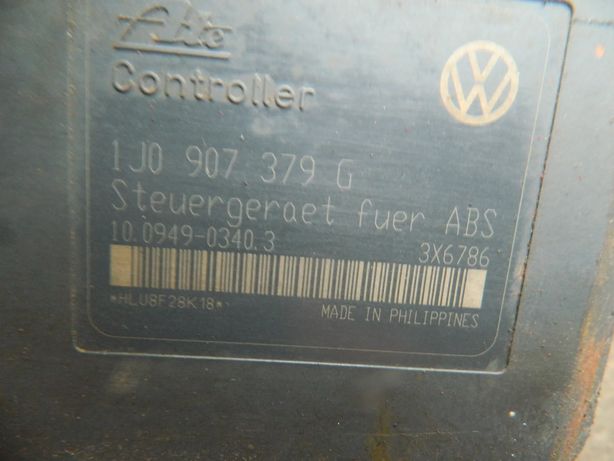 Ate
Controller
1J0 907 379 G
Steuergeraet fuer ABS
10.0949-0340.3 3X6786
*HLU8F28K18*
MADE IN PHILIPPINES